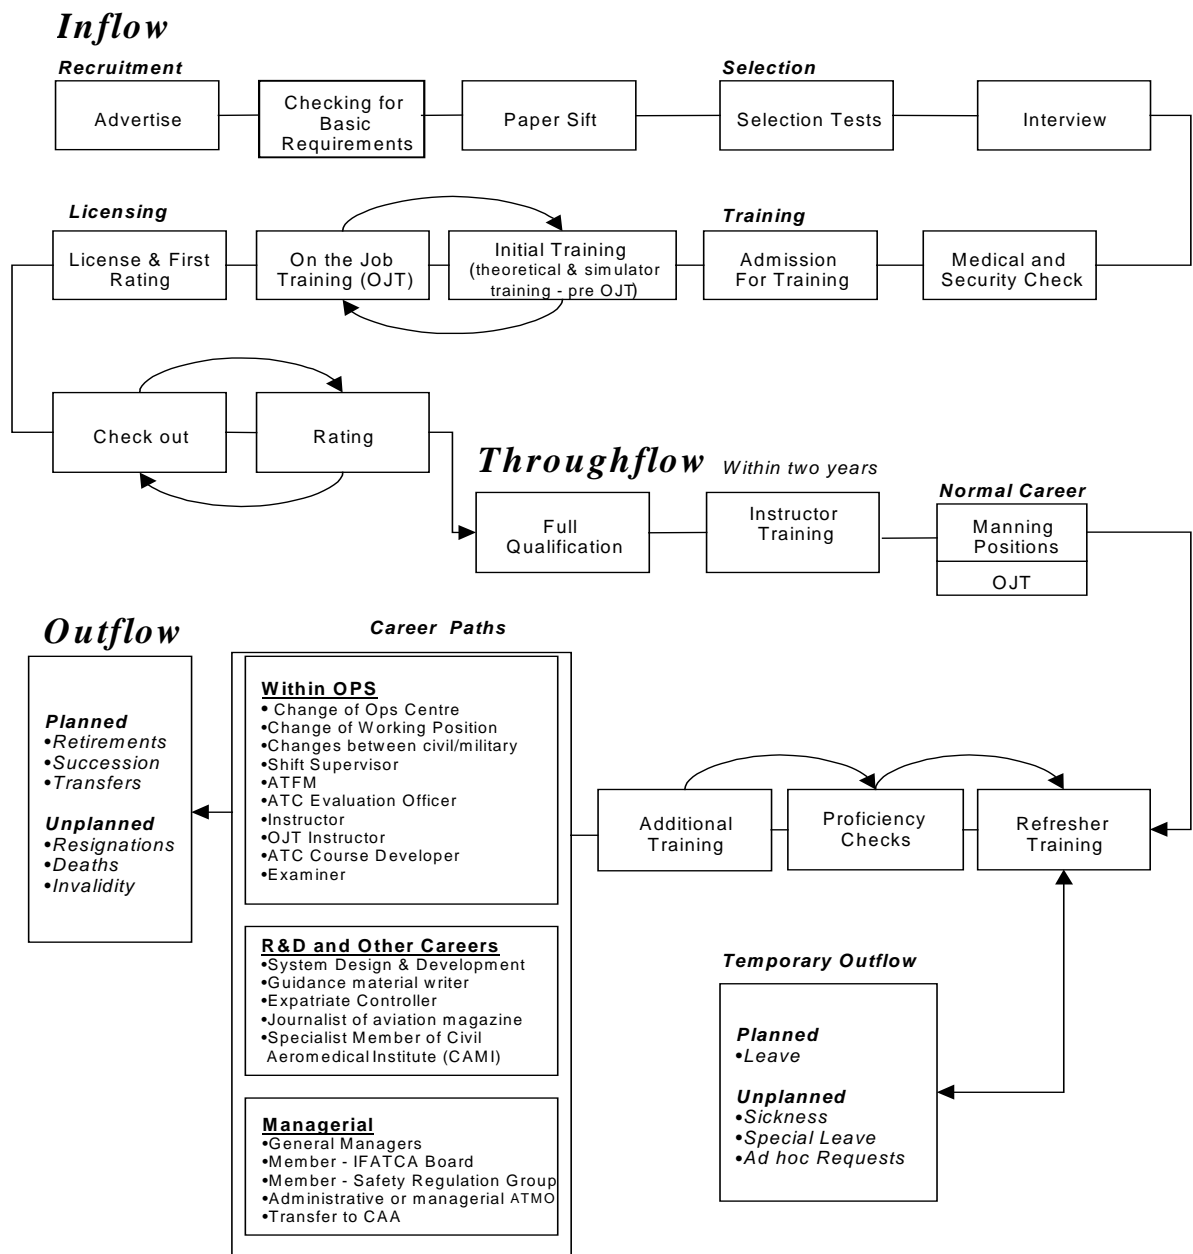 Inflow
Recruitment
Selection
Advertise
Checking for
Basic
Requirements
Paper Sift
Selection Tests
Interview
Licensing
Training
License & First
Rating
On the Job
Training (OJT)
Initial Training
(theoretical & simulator
training - pre OJT)
Admission
For Training
Medical and
Security Check
Check out
Rating
Throughflow
Within two years
Full
Qualification
Instructor
Training
Normal Career
Manning
Positions
OJT
Outflow
Career Paths
Planned
•Retirements
•Succession
•Transfers
Unplanned
•Resignations
•Deaths
•Invalidity
Within OPS
• Change of Ops Centre
•Change of Working Position
•Changes between civil/military
•Shift Supervisor
•ATFM
•ATC Evaluation Officer
•Instructor
•OJT Instructor
•ATC Course Developer
•Examiner
Additional
Training
Proficiency
Checks
Refresher
Training
R&D and Other Careers
•System Design & Development
•Guidance material writer
•Expatriate Controller
•Journalist of aviation magazine
•Specialist Member of Civil
Aeromedical Institute (CAMI)
Managerial
•General Managers
•Member - IFATCA Board
•Member - Safety Regulation Group
•Administrative or managerial ATMO
•Transfer to CAA
Temporary Outflow
Planned
•Leave
Unplanned
•Sickness
•Special Leave
•Ad hoc Requests